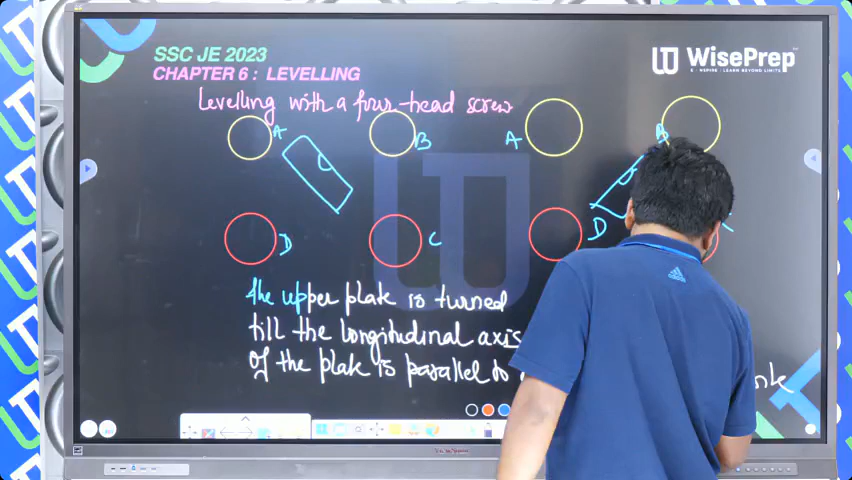 SSC JE 2023
CHAPTER 6 : LEVELLING
WisePrep
Levelling with a four-head screw
A B A B
D C D
The upper plate is turned
till the longitudinal axis
Of the plate is parallel to